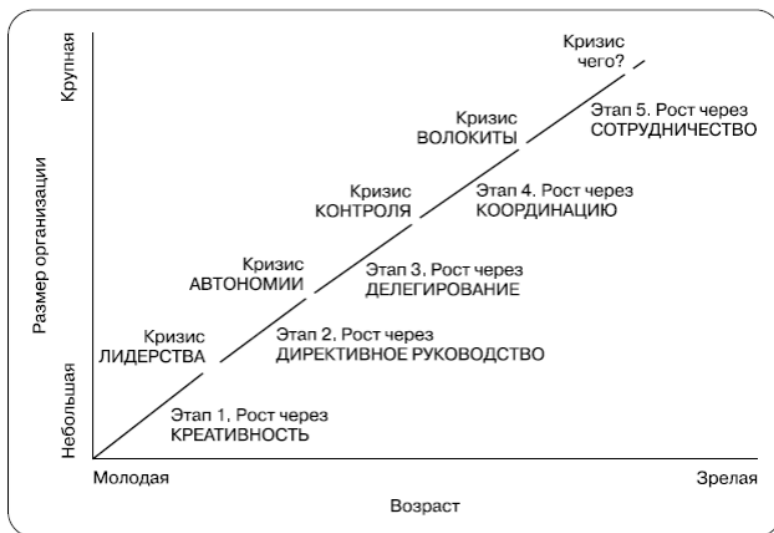 Крупная
Размер организации
Небольшая
Кризис
чего?
Этап 5. Рост через
СОТРУДНИЧЕСТВО
Кризис
ВОЛОКИТЫ
Этап 4. Рост через
КООРДИНАЦИЮ
Кризис
КОНТРОЛЯ
Этап 3. Рост через
ДЕЛЕГИРОВАНИЕ
Кризис
АВТОНОМИИ
Этап 2. Рост через
ДИРЕКТИВНОЕ РУКОВОДСТВО
Кризис
ЛИДЕРСТВА
Этап 1. Рост через
КРЕАТИВНОСТЬ
Молодая
Зрелая
Возраст